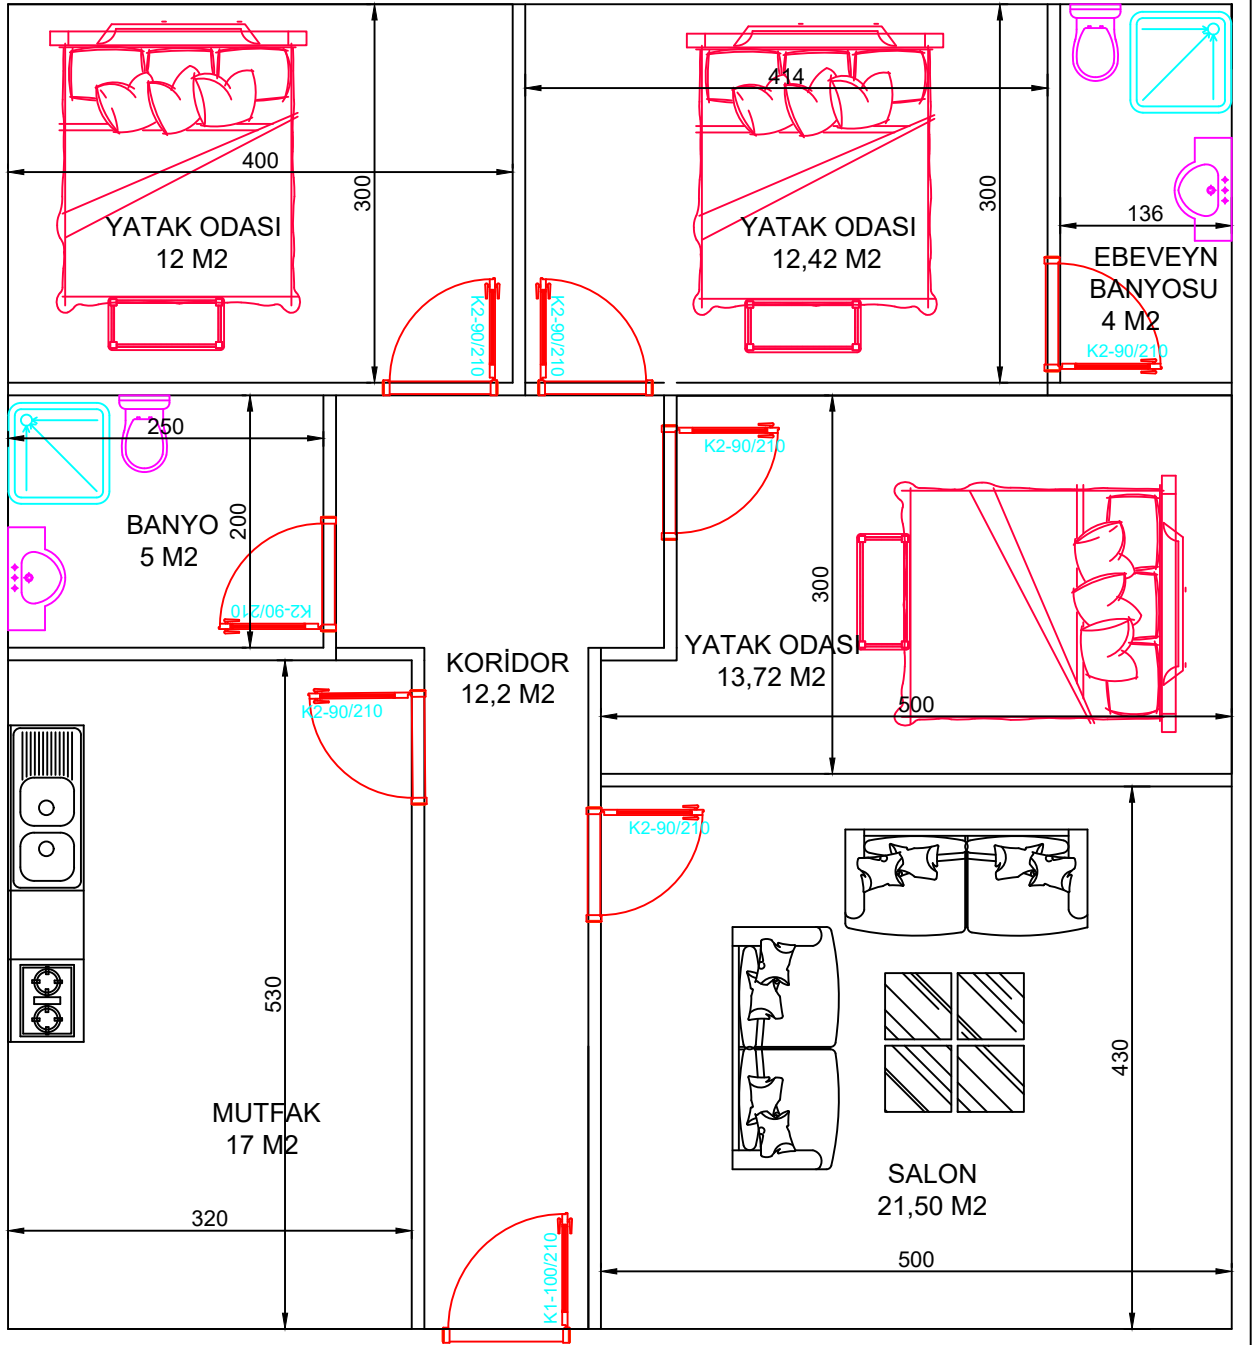 300
414
300
400
136
YATAK ODASI
12 M2
YATAK ODASI
12,42 M2
EBEVEYN
BANYOSU
4 M2
K2-90/210
K2-90/210
K2-90/210
250
200
BANYO
5 M2
K2-90/210
K2-90/210
300
YATAK ODASI
13,72 M2
500
KORİDOR
12,2 M2
K2-90/210
K2-90/210
530
430
MUTFAK
17 M2
SALON
21,50 M2
320
500
K1-100/210